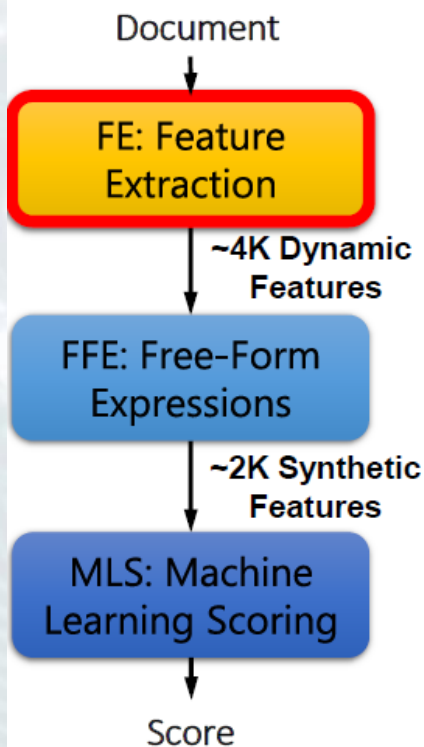 Document
FE: Feature
Extraction
~4K Dynamic
Features
FFE: Free-Form
Expressions
~2K Synthetic
Features
MLS: Machine
Learning Scoring
Score